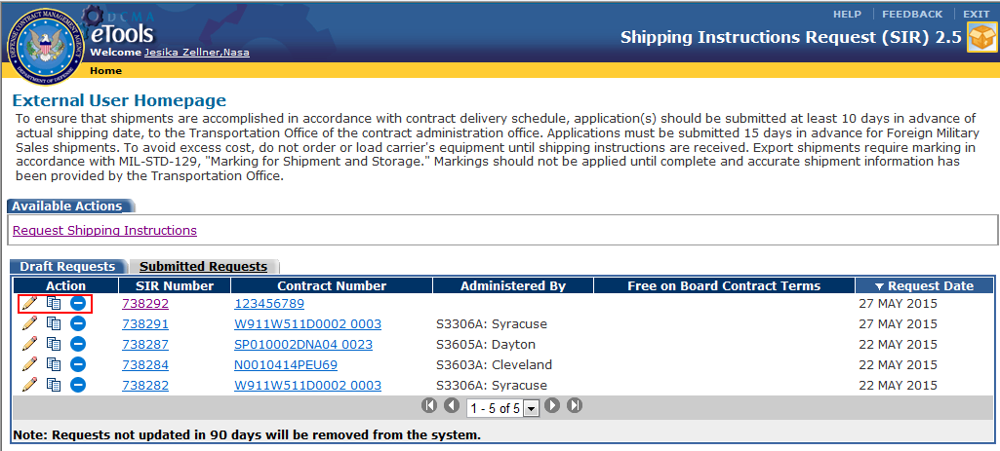 HELP | FEEDBACK | EXIT
DCMA
eTools
Shipping Instructions Request (SIR) 2.5
Welcome Jesika Zellner,Nasa
DEFENSE CONTRACT MANAGEMENT AGENCY
DEPARTMENT OF DEFENSE
Home
External User Homepage
To ensure that shipments are accomplished in accordance with contract delivery schedule, application(s) should be submitted at least 10 days in advance of
actual shipping date, to the Transportation Office of the contract administration office. Applications must be submitted 15 days in advance for Foreign Military
Sales shipments. To avoid excess cost, do not order or load carrier's equipment until shipping instructions are received. Export shipments require marking in
accordance with MIL-STD-129, "Marking for Shipment and Storage." Markings should not be applied until complete and accurate shipment information has
been provided by the Transportation Office.
Available Actions
Request Shipping Instructions
Draft Requests Submitted Requests
Action SIR Number Contract Number Administered By Free on Board Contract Terms Request Date
738292 123456789 27 MAY 2015
738291 W911W511D0002 0003 S3306A: Syracuse 27 MAY 2015
738287 SP010002DNA04 0023 S3605A: Dayton 22 MAY 2015
738284 N0010414PEU69 S3603A: Cleveland 22 MAY 2015
738282 W911W511D0002 0003 S3306A: Syracuse 22 MAY 2015
1 - 5 of 5
Note: Requests not updated in 90 days will be removed from the system.